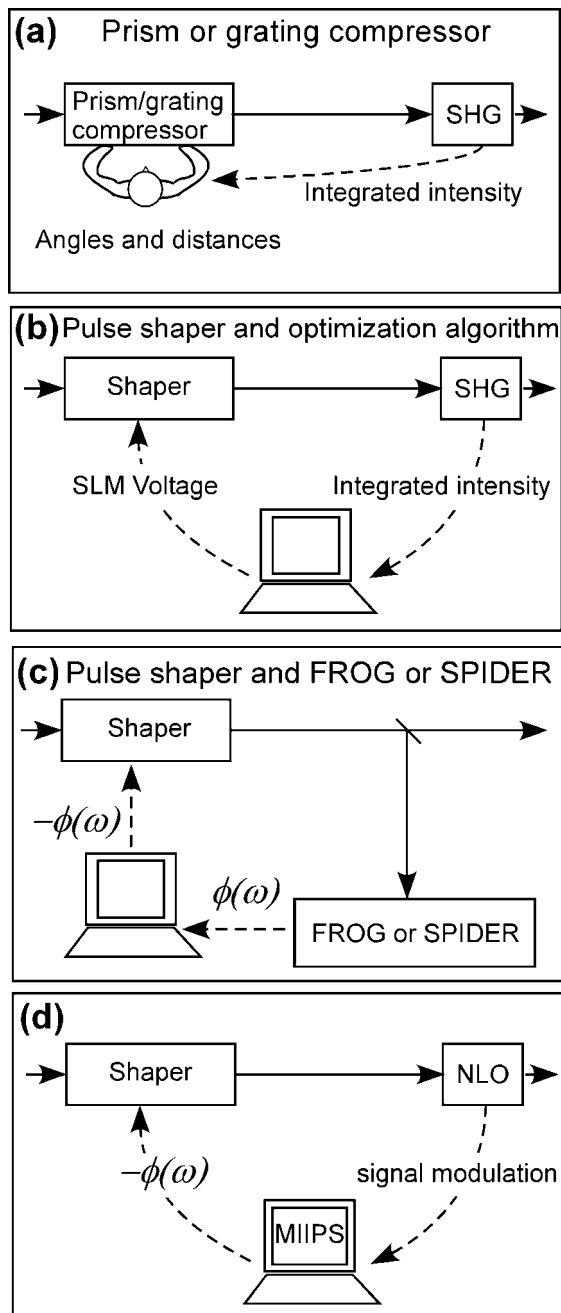 (a) Prism or grating compressor
Prism/grating
compressor
SHG
Integrated intensity
Angles and distances
(b) Pulse shaper and optimization algorithm
Shaper
SHG
SLM Voltage
Integrated intensity
(c) Pulse shaper and FROG or SPIDER
Shaper
−ϕ(ω)
ϕ(ω)
FROG or SPIDER
(d)
Shaper
NLO
−ϕ(ω)
signal modulation
MIIPS